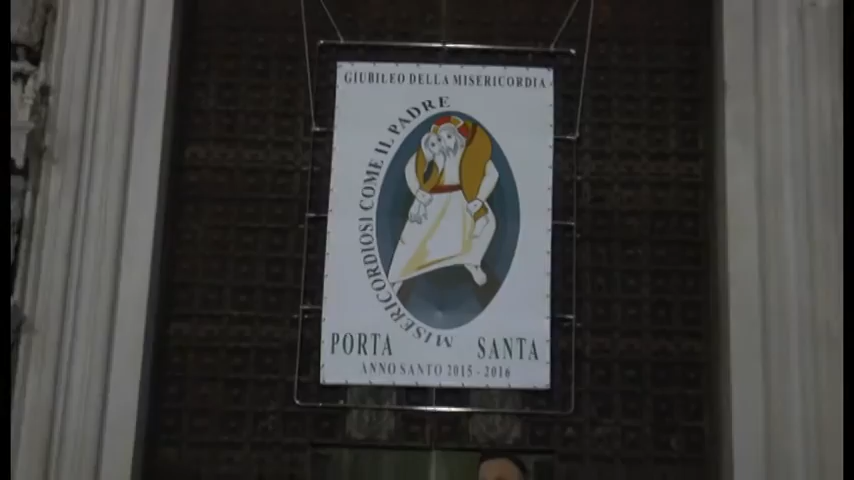 GIUBILEO DELLA MISERICORDIA
MISERICORDIOSI COME IL PADRE
PORTA SANTA
ANNO SANTO 2015 - 2016